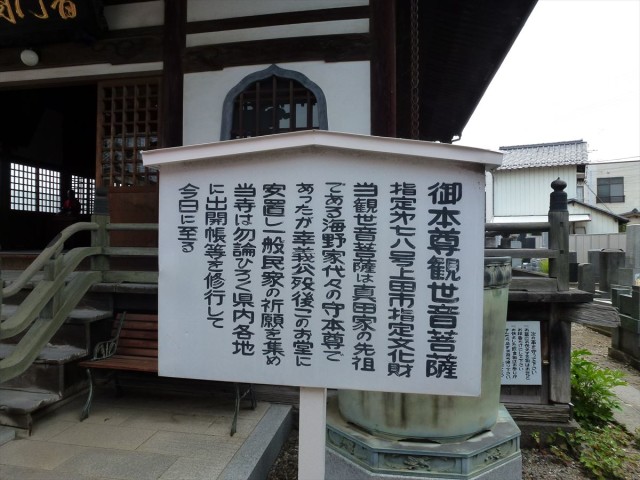 御本尊観世音菩薩
指定㐧七八号上田市指定文化財
当観世音菩薩は真田家の先祖
である海野家代々の守本尊で
あったが幸義公歿後このお堂に
安置し一般民家の祈願を集め
当寺は勿論ひろく県内各地
に出開帳等を修行して
今日に至る